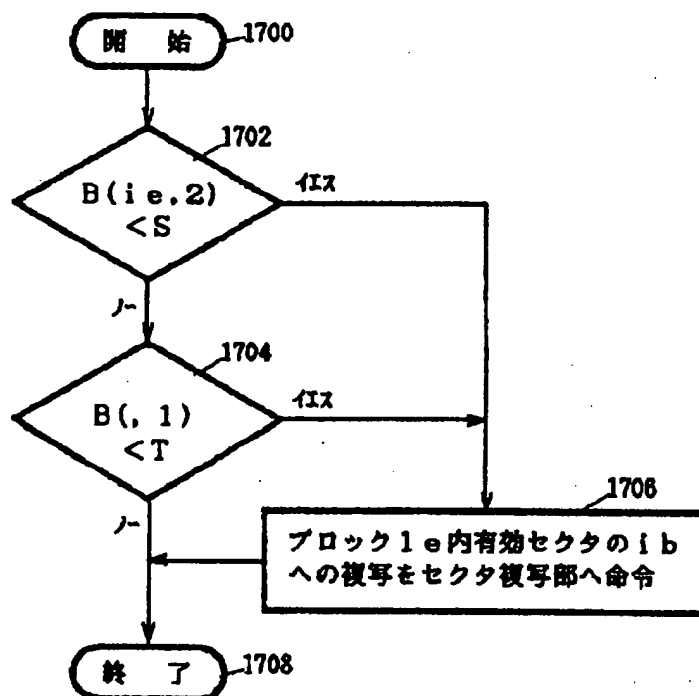 開 始
1700
1702
B(ie,2)
<S
イエス
ノー
1704
B(, 1)
<T
イエス
ノー
1706
ブロック1e内有効セクタのib
への複写をセクタ複写部へ命令
終 了
1708